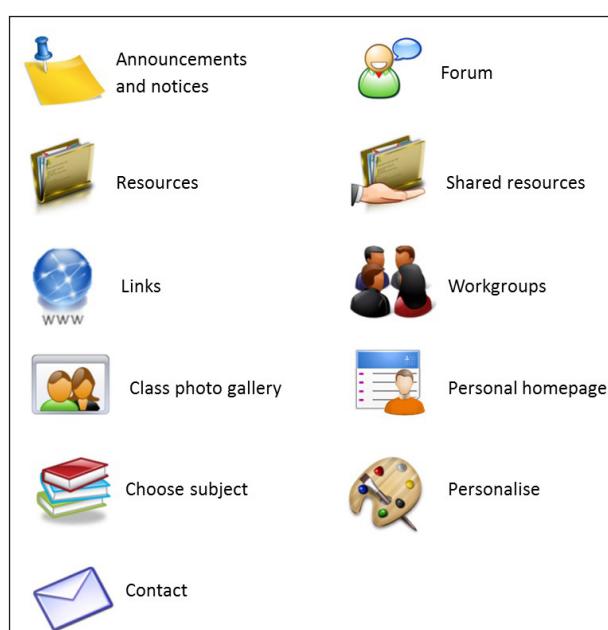 Announcements
and notices
Forum
Resources
Shared resources
Links
WWW
Workgroups
Class photo gallery
Personal homepage
Choose subject
Personalise
Contact